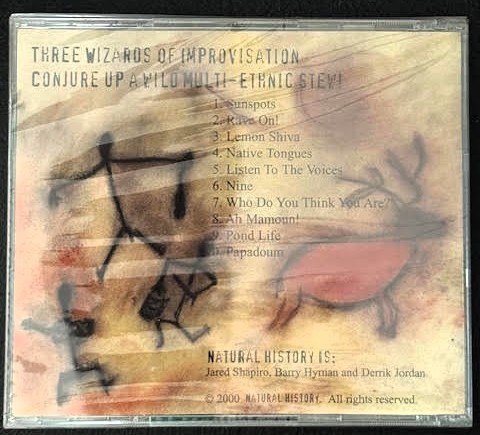 THREE WIZARDS OF IMPROVISATION
CONJURE UP A WILD MULTI-ETHNIC STEW!
1. Sunspots
2. Rave On!
3. Lemon Shiva
4. Native Tongues
5. Listen To The Voices
6. Nine
7. Who Do You Think You Are?
8. Ah Mamoun!
9. Pond Life
10. Papadoum
NATURAL HISTORY IS:
Jared Shapiro, Barry Hyman and Derrik Jordan
© 2000 NATURAL HISTORY. All rights reserved.